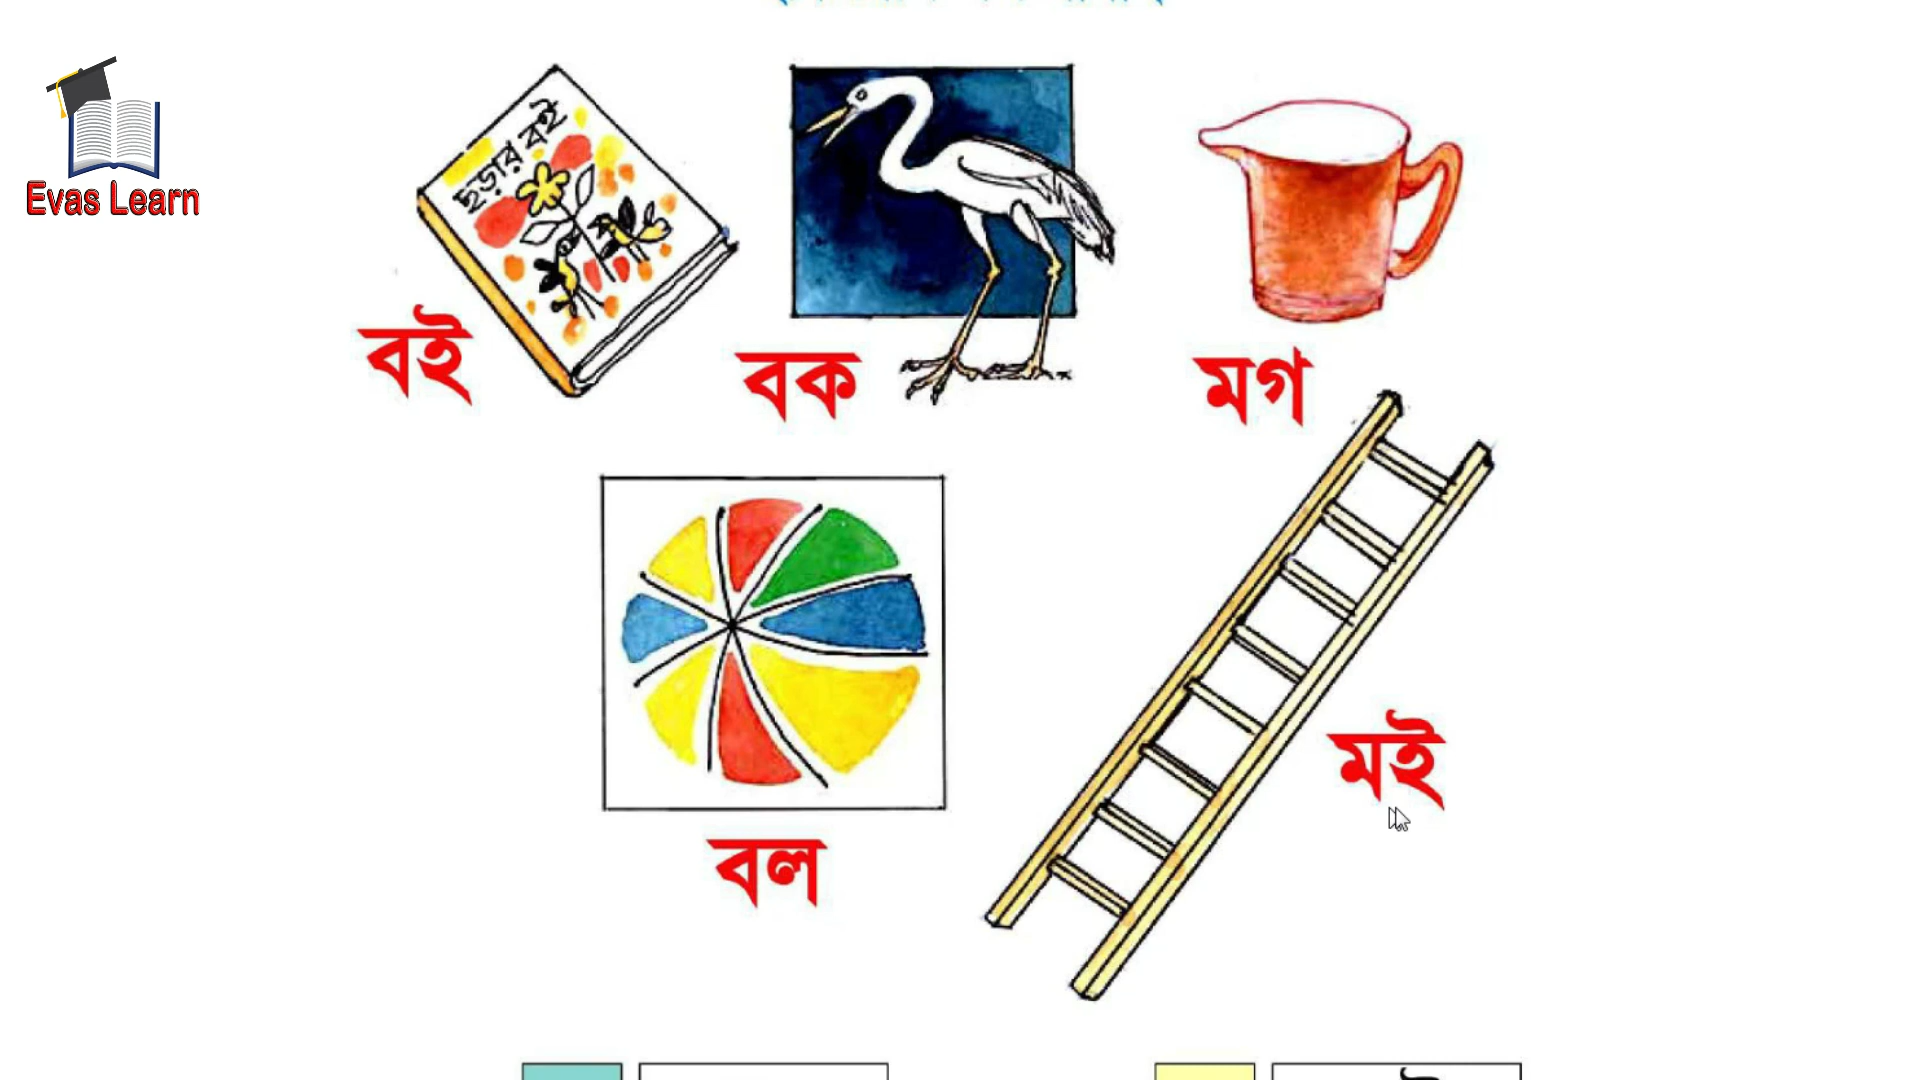 Evas Learn
ছড়ার বই
বই
বক
মগ
বল
মই